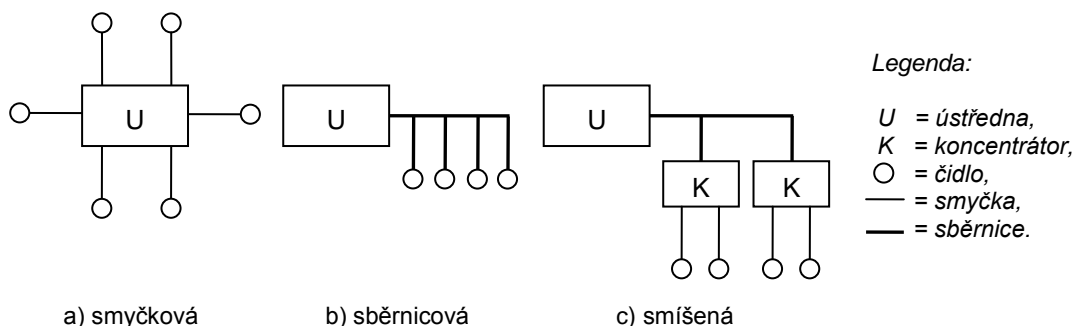 U
U
U
K
K
Legenda:
U = ústředna,
K = koncentrátor,
= čidlo,
= smyčka,
= sběrnice.
a) smyčková
b) sběrnicová
c) smíšená